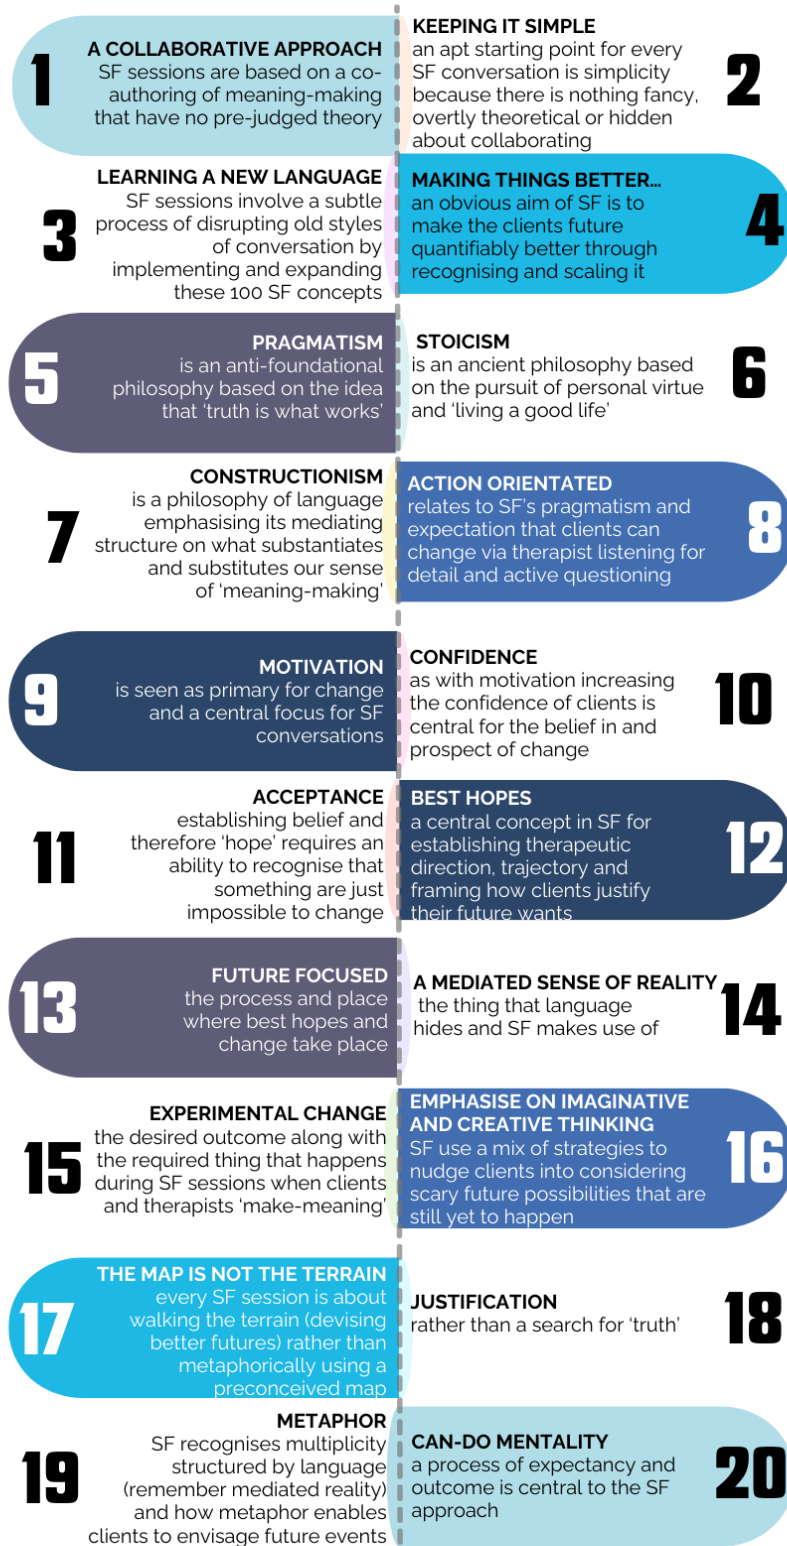 1
A COLLABORATIVE APPROACH
SF sessions are based on a co-
authoring of meaning-making
that have no pre-judged theory
KEEPING IT SIMPLE
an apt starting point for every
SF conversation is simplicity
because there is nothing fancy,
overtly theoretical or hidden
about collaborating
2
3
LEARNING A NEW LANGUAGE
SF sessions involve a subtle
process of disrupting old styles
of conversation by
implementing and expanding
these 100 SF concepts
MAKING THINGS BETTER...
an obvious aim of SF is to
make the clients future
quantifiably better through
recognising and scaling it
4
5
PRAGMATISM
is an anti-foundational
philosophy based on the idea
that ‘truth is what works’
STOICISM
is an ancient philosophy based
on the pursuit of personal virtue
and ‘living a good life’
6
7
CONSTRUCTIONISM
is a philosophy of language
emphasising its mediating
structure on what substantiates
and substitutes our sense
of ‘meaning-making’
ACTION ORIENTATED
relates to SF’s pragmatism and
expectation that clients can
change via therapist listening for
detail and active questioning
8
9
MOTIVATION
is seen as primary for change
and a central focus for SF
conversations
CONFIDENCE
as with motivation increasing
the confidence of clients is
central for the belief in and
prospect of change
10
11
ACCEPTANCE
establishing belief and
therefore ‘hope’ requires an
ability to recognise that
something are just
impossible to change
BEST HOPES
a central concept in SF for
establishing therapeutic
direction, trajectory and
framing how clients justify
their future wants
12
13
FUTURE FOCUSED
the process and place
where best hopes and
change take place
A MEDIATED SENSE OF REALITY
the thing that language
hides and SF makes use of
14
15
EXPERIMENTAL CHANGE
the desired outcome along with
the required thing that happens
during SF sessions when clients
and therapists ‘make-meaning’
EMPHASISE ON IMAGINATIVE
AND CREATIVE THINKING
SF use a mix of strategies to
nudge clients into considering
scary future possibilities that are
still yet to happen
16
17
THE MAP IS NOT THE TERRAIN
every SF session is about
walking the terrain (devising
better futures) rather than
metaphorically using a
preconceived map
JUSTIFICATION
rather than a search for ‘truth’
18
19
METAPHOR
SF recognises multiplicity
structured by language
(remember mediated reality)
and how metaphor enables
clients to envisage future events
CAN-DO MENTALITY
a process of expectancy and
outcome is central to the SF
approach
20